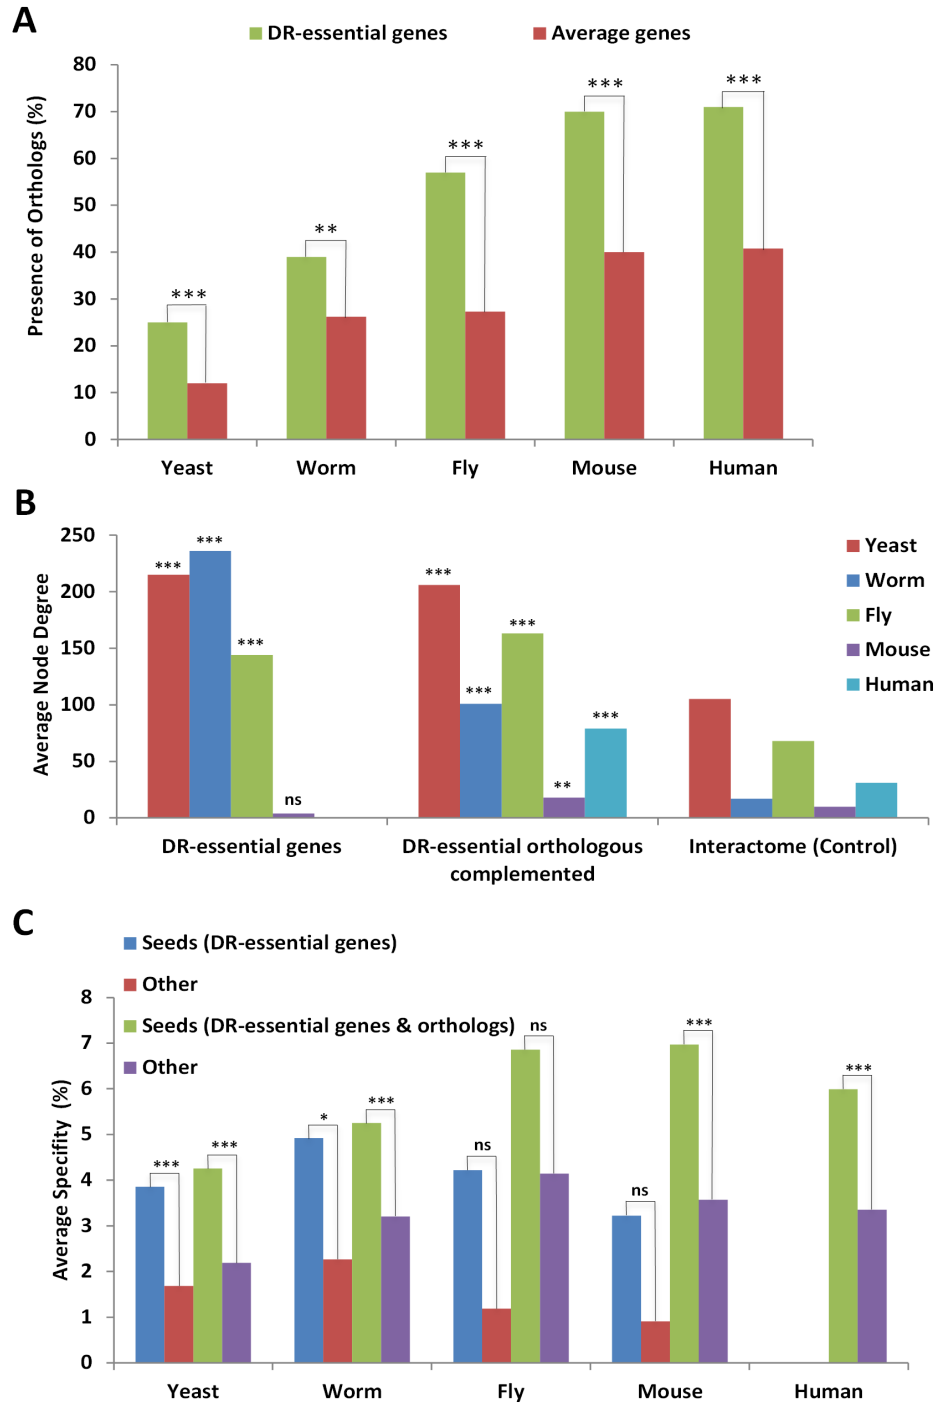 A
DR-essential genes
Average genes
Presence of Orthologs (%)
80
70
60
50
40
30
20
10
0
***
**
***
***
***
Yeast
Worm
Fly
Mouse
Human
B
Average Node Degree
250
200
150
100
50
0
***
***
***
ns
***
***
***
**
***
Yeast
Worm
Fly
Mouse
Human
DR-essential genes
DR-essential orthologous
complemented
Interactome (Control)
C
Seeds (DR-essential genes)
Other
Seeds (DR-essential genes & orthologs)
Other
Average Specifity (%)
8
7
6
5
4
3
2
1
0
***
***
*
***
ns
ns
ns
***
***
Yeast
Worm
Fly
Mouse
Human